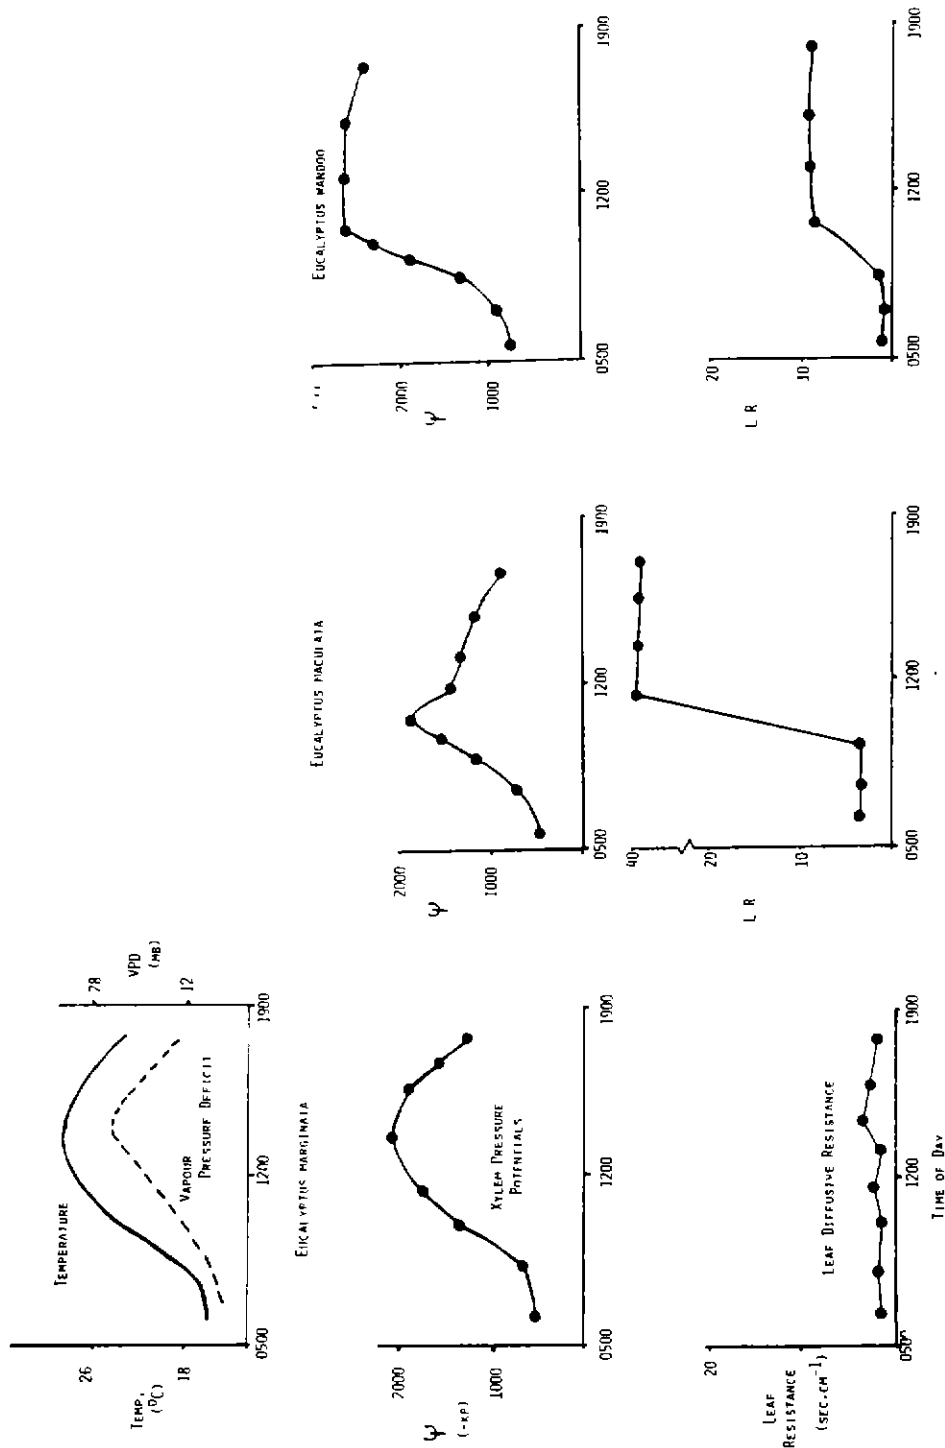 TEMP.
(ºC)
26
18
0500
1200
1900
28
12
VPD
(MB)
TEMPERATURE
VAPOUR
PRESSURE DEFICIT
EUCALYPTUS MARGINATA
Ψ
(-KP)
2000
1000
0500
1200
1900
XYLEM PRESSURE
POTENTIALS
LEAF
RESISTANCE
(SEC.CM-1)
20
0500
1200
1900
LEAF DIFFUSIVE RESISTANCE
TIME OF DAY
EUCALYPTUS MACULATA
Ψ
2000
1000
0500
1200
1900
L R
40
20
10
0500
1200
1900
EUCALYPTUS WANDOO
Ψ
2000
1000
0500
1200
1900
L R
20
10
0500
1200
1900